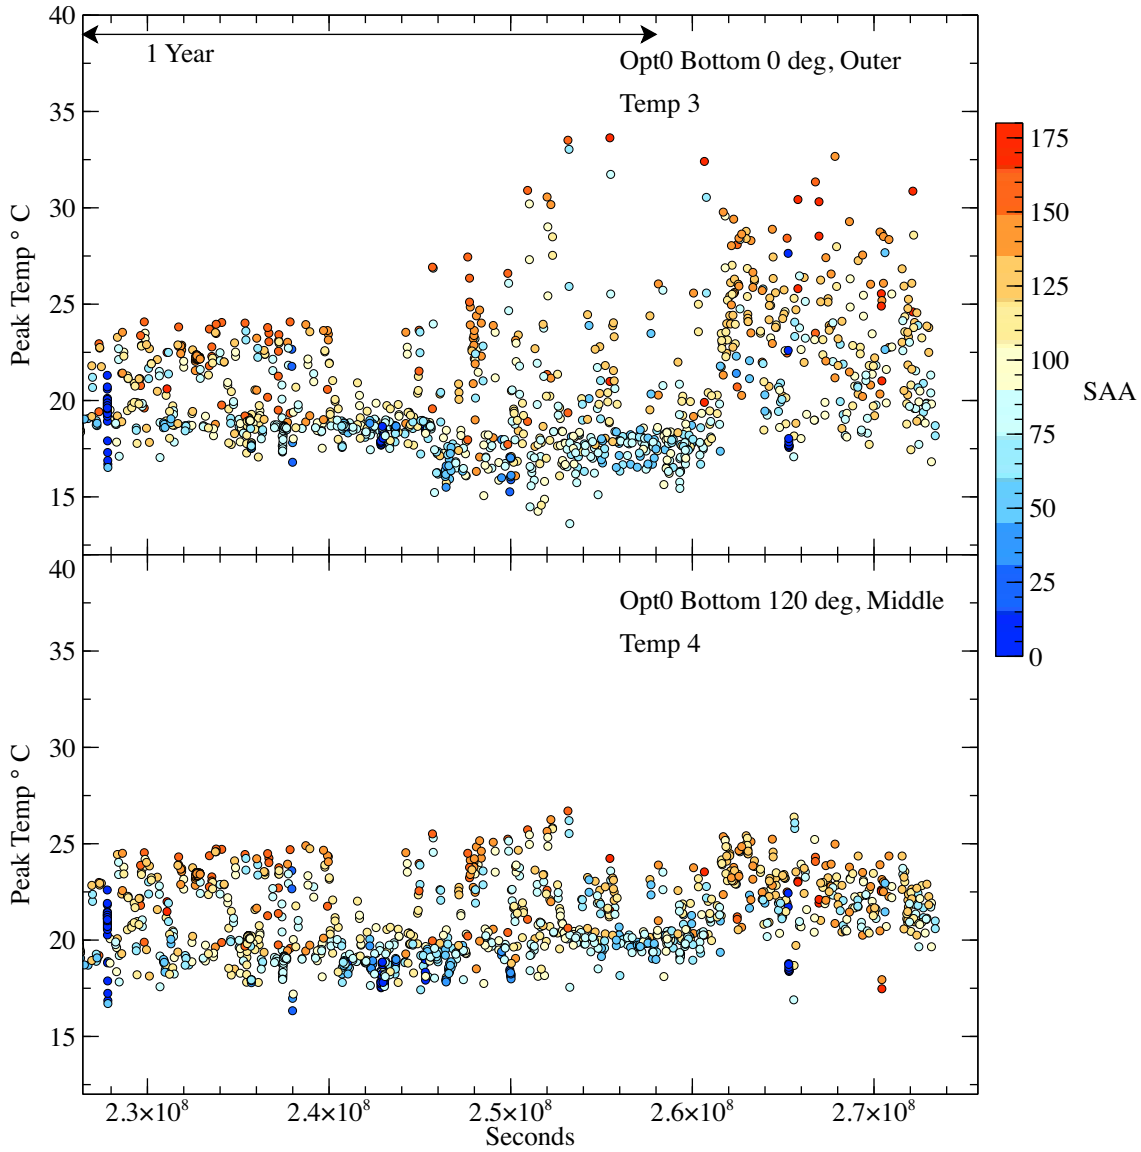 40
1 Year
Opt0 Bottom 0 deg, Outer
Temp 3
35
30
25
20
15
Peak Temp ° C
40
Opt0 Bottom 120 deg, Middle
Temp 4
35
30
25
20
15
Peak Temp ° C
2.3×10⁸ 2.4×10⁸ 2.5×10⁸ 2.6×10⁸ 2.7×10⁸
Seconds
175
150
125
100
75
50
25
0
SAA